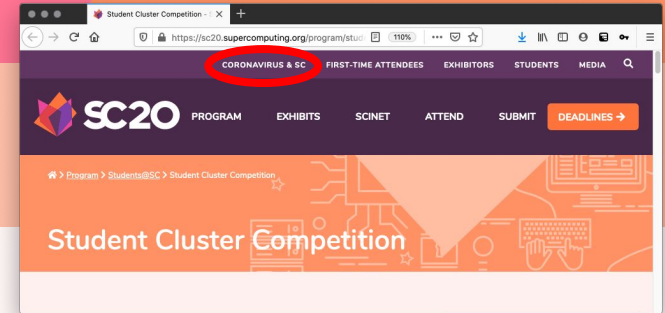 Student Cluster Competition -
https://sc20.supercomputing.org/program/stud
110%
CORONAVIRUS & SC FIRST-TIME ATTENDEES EXHIBITORS STUDENTS MEDIA
SC20 PROGRAM EXHIBITS SCINET ATTEND SUBMIT DEADLINES →
> Program > Students@SC > Student Cluster Competition
Student Cluster Competition